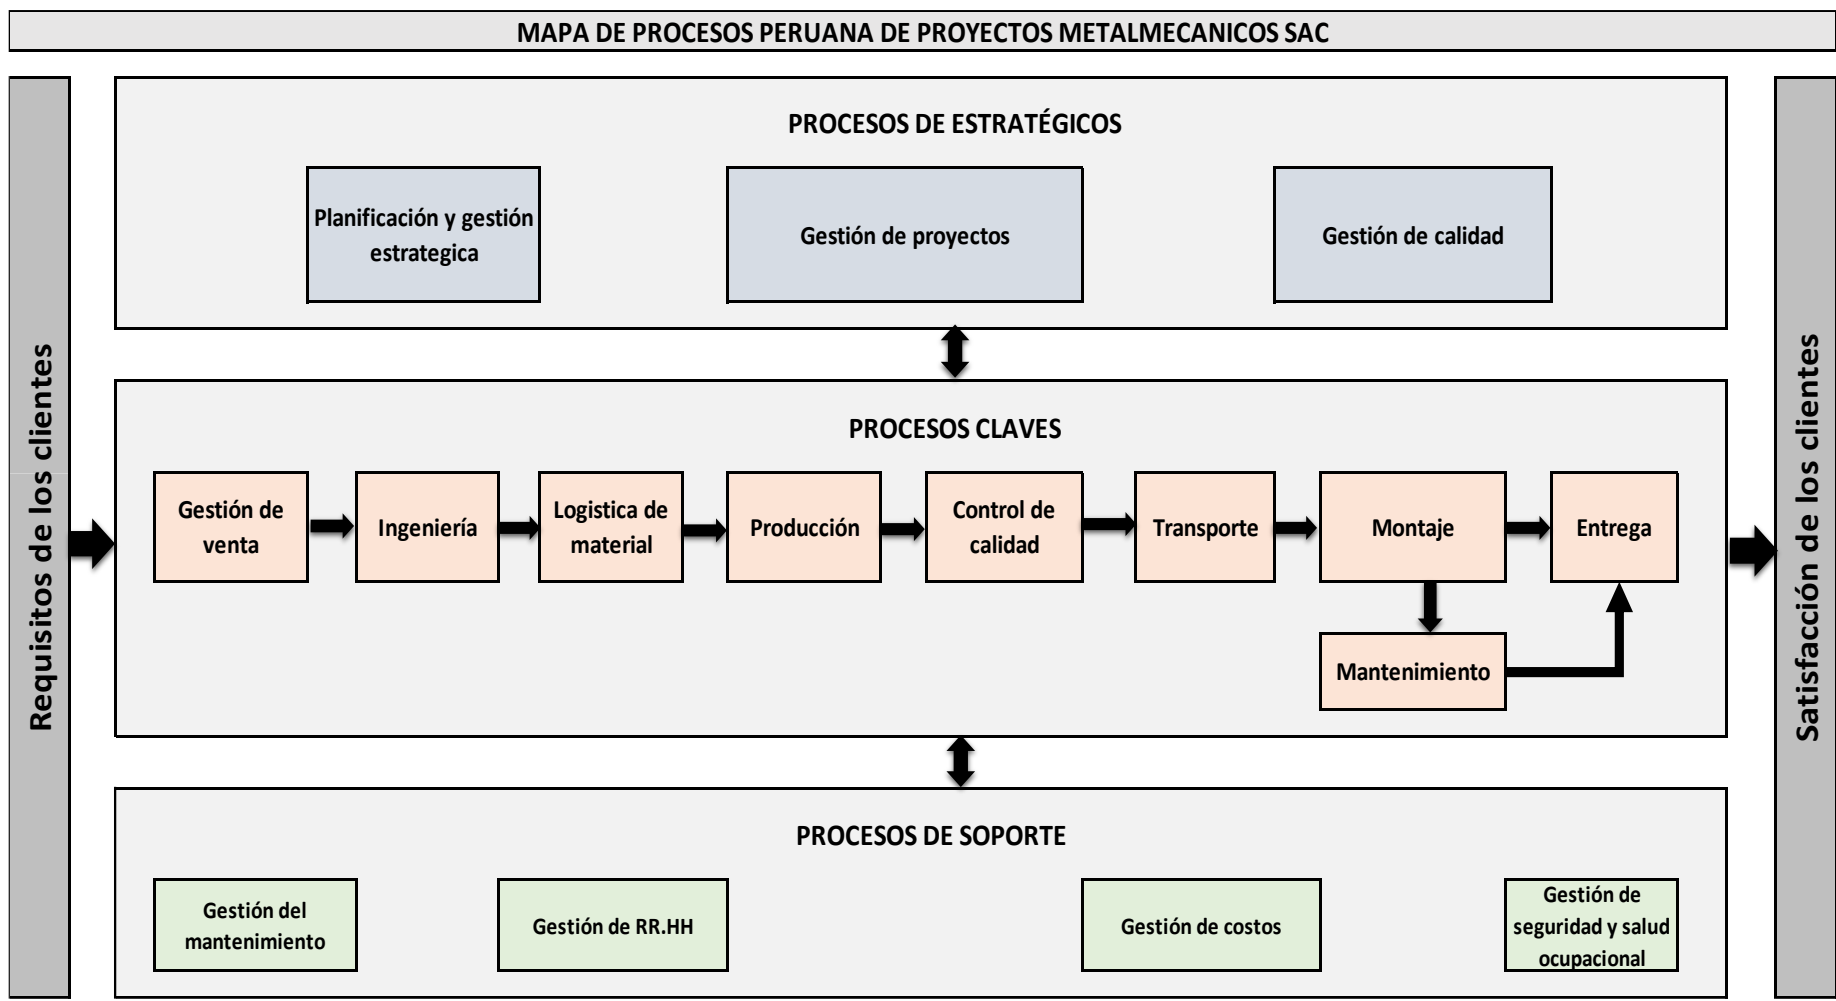 MAPA DE PROCESOS PERUANA DE PROYECTOS METALMECANICOS SAC
Requisitos de los clientes
PROCESOS DE ESTRATÉGICOS
Planificación y gestión
estrategica
Gestión de proyectos
Gestión de calidad
PROCESOS CLAVES
Gestión de
venta
Ingeniería
Logistica de
material
Producción
Control de
calidad
Transporte
Montaje
Entrega
Mantenimiento
PROCESOS DE SOPORTE
Gestión del
mantenimiento
Gestión de RR.HH
Gestión de costos
Gestión de
seguridad y salud
ocupacional
Satisfacción de los clientes